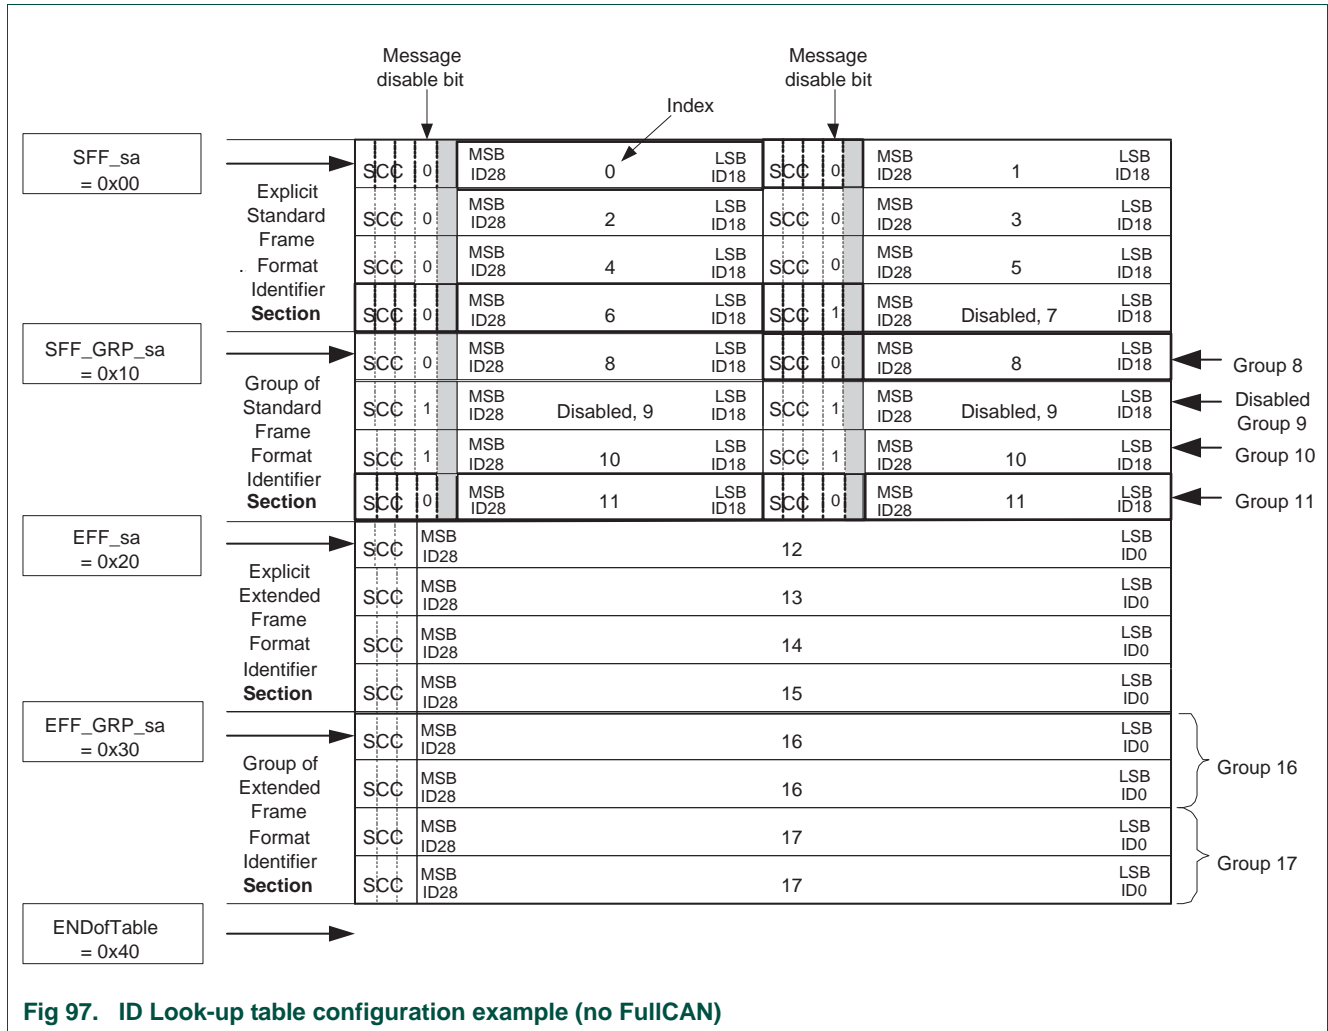 Message
disable bit
Message
disable bit
Index
SFF_sa
= 0x00
Explicit
Standard
Frame
. Format
Identifier
Section
SCC 0 MSB ID28 0 LSB ID18 SCC 0 MSB ID28 1 LSB ID18
SCC 0 MSB ID28 2 LSB ID18 SCC 0 MSB ID28 3 LSB ID18
SCC 0 MSB ID28 4 LSB ID18 SCC 0 MSB ID28 5 LSB ID18
SCC 0 MSB ID28 6 LSB ID18 SCC 1 MSB ID28 Disabled, 7 LSB ID18
SFF_GRP_sa
= 0x10
Group of
Standard
Frame
Format
Identifier
Section
SCC 0 MSB ID28 8 LSB ID18 SCC 0 MSB ID28 8 LSB ID18
Group 8
SCC 1 MSB ID28 Disabled, 9 LSB ID18 SCC 1 MSB ID28 Disabled, 9 LSB ID18
Disabled
Group 9
SCC 1 MSB ID28 10 LSB ID18 SCC 1 MSB ID28 10 LSB ID18
Group 10
SCC 0 MSB ID28 11 LSB ID18 SCC 0 MSB ID28 11 LSB ID18
Group 11
EFF_sa
= 0x20
Explicit
Extended
Frame
Format
Identifier
Section
SCC MSB ID28 12 LSB ID0
SCC MSB ID28 13 LSB ID0
SCC MSB ID28 14 LSB ID0
SCC MSB ID28 15 LSB ID0
EFF_GRP_sa
= 0x30
Group of
Extended
Frame
Format
Identifier
Section
SCC MSB ID28 16 LSB ID0
SCC MSB ID28 16 LSB ID0
Group 16
SCC MSB ID28 17 LSB ID0
SCC MSB ID28 17 LSB ID0
Group 17
ENDofTable
= 0x40
Fig 97. ID Look-up table configuration example (no FullCAN)